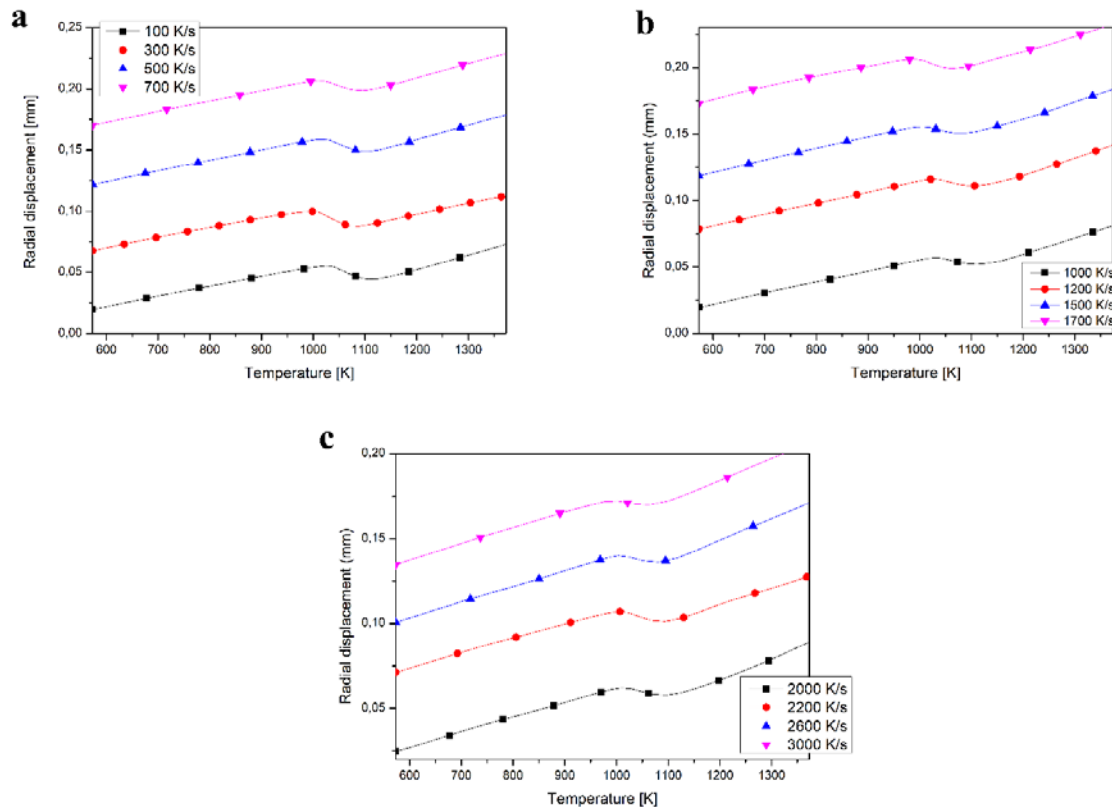 a
0,25
0,20
0,15
0,10
0,05
0,00
Radial displacement [mm]
100 K/s
300 K/s
500 K/s
700 K/s
600 700 800 900 1000 1100 1200 1300
Temperature [K]
b
0,20
0,15
0,10
0,05
0,00
Radial displacement (mm)
1000 K/s
1200 K/s
1500 K/s
1700 K/s
600 700 800 900 1000 1100 1200 1300
Temperature [K]
c
0,20
0,15
0,10
0,05
Radial displacement (mm)
2000 K/s
2200 K/s
2600 K/s
3000 K/s
600 700 800 900 1000 1100 1200 1300
Temperature [K]